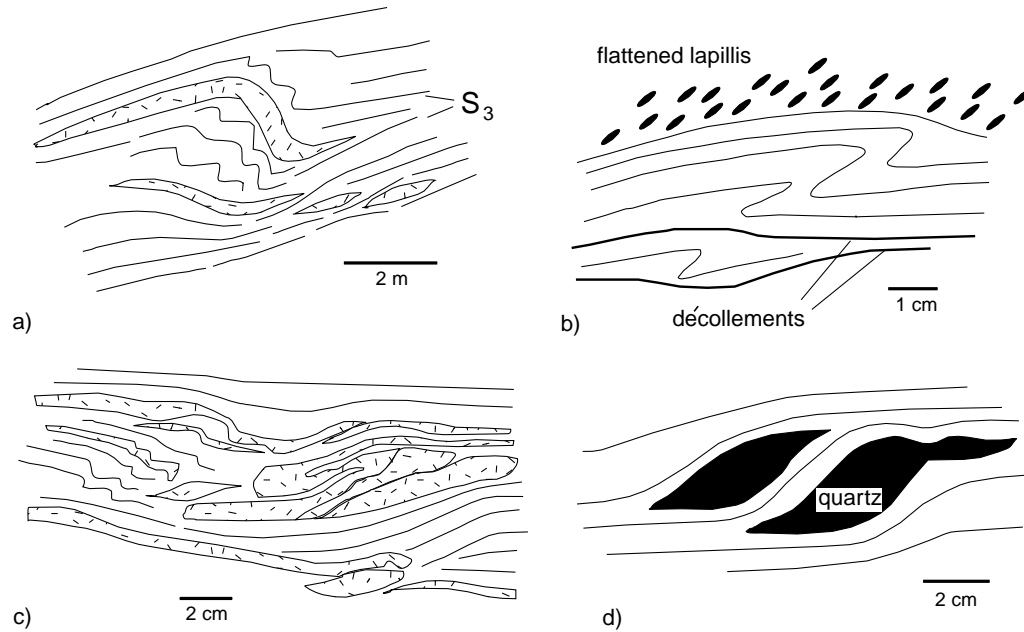 S3
2 m
a)
flattened lapillis
décollements
1 cm
b)
2 cm
c)
quartz
2 cm
d)